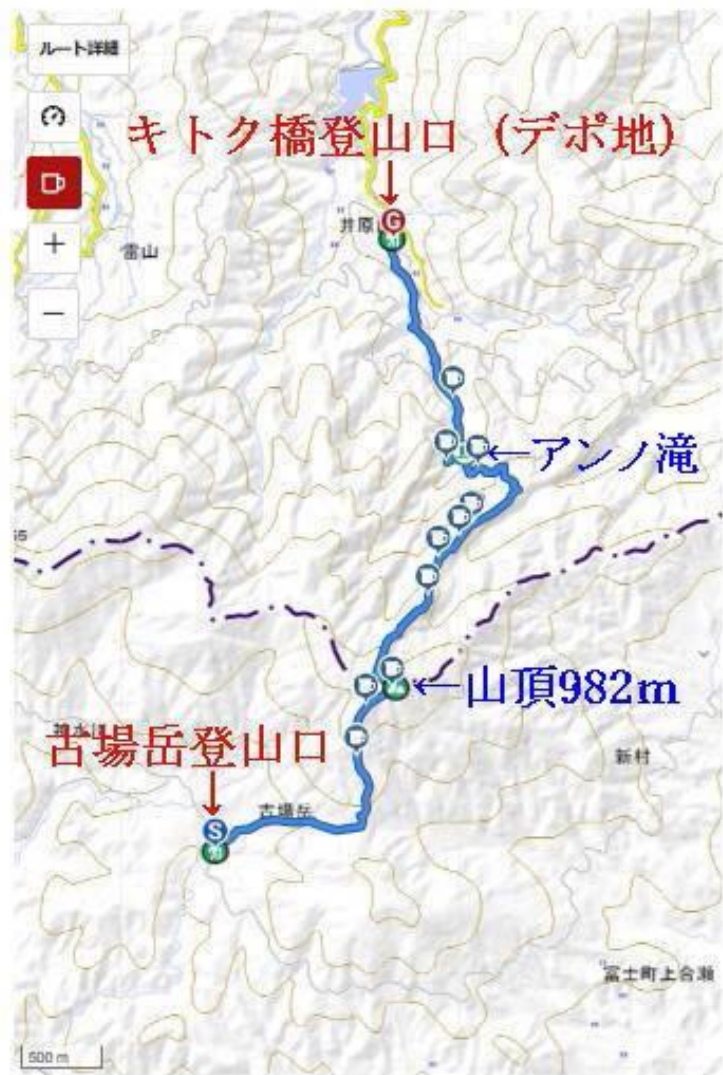 ルート詳細
キトク橋登山口 (デポ地)
G
井原
雷山
+
−
←アンノ滝
←山頂982m
古場岳登山口
新村
古場岳
S
富士町上合瀬
500 m